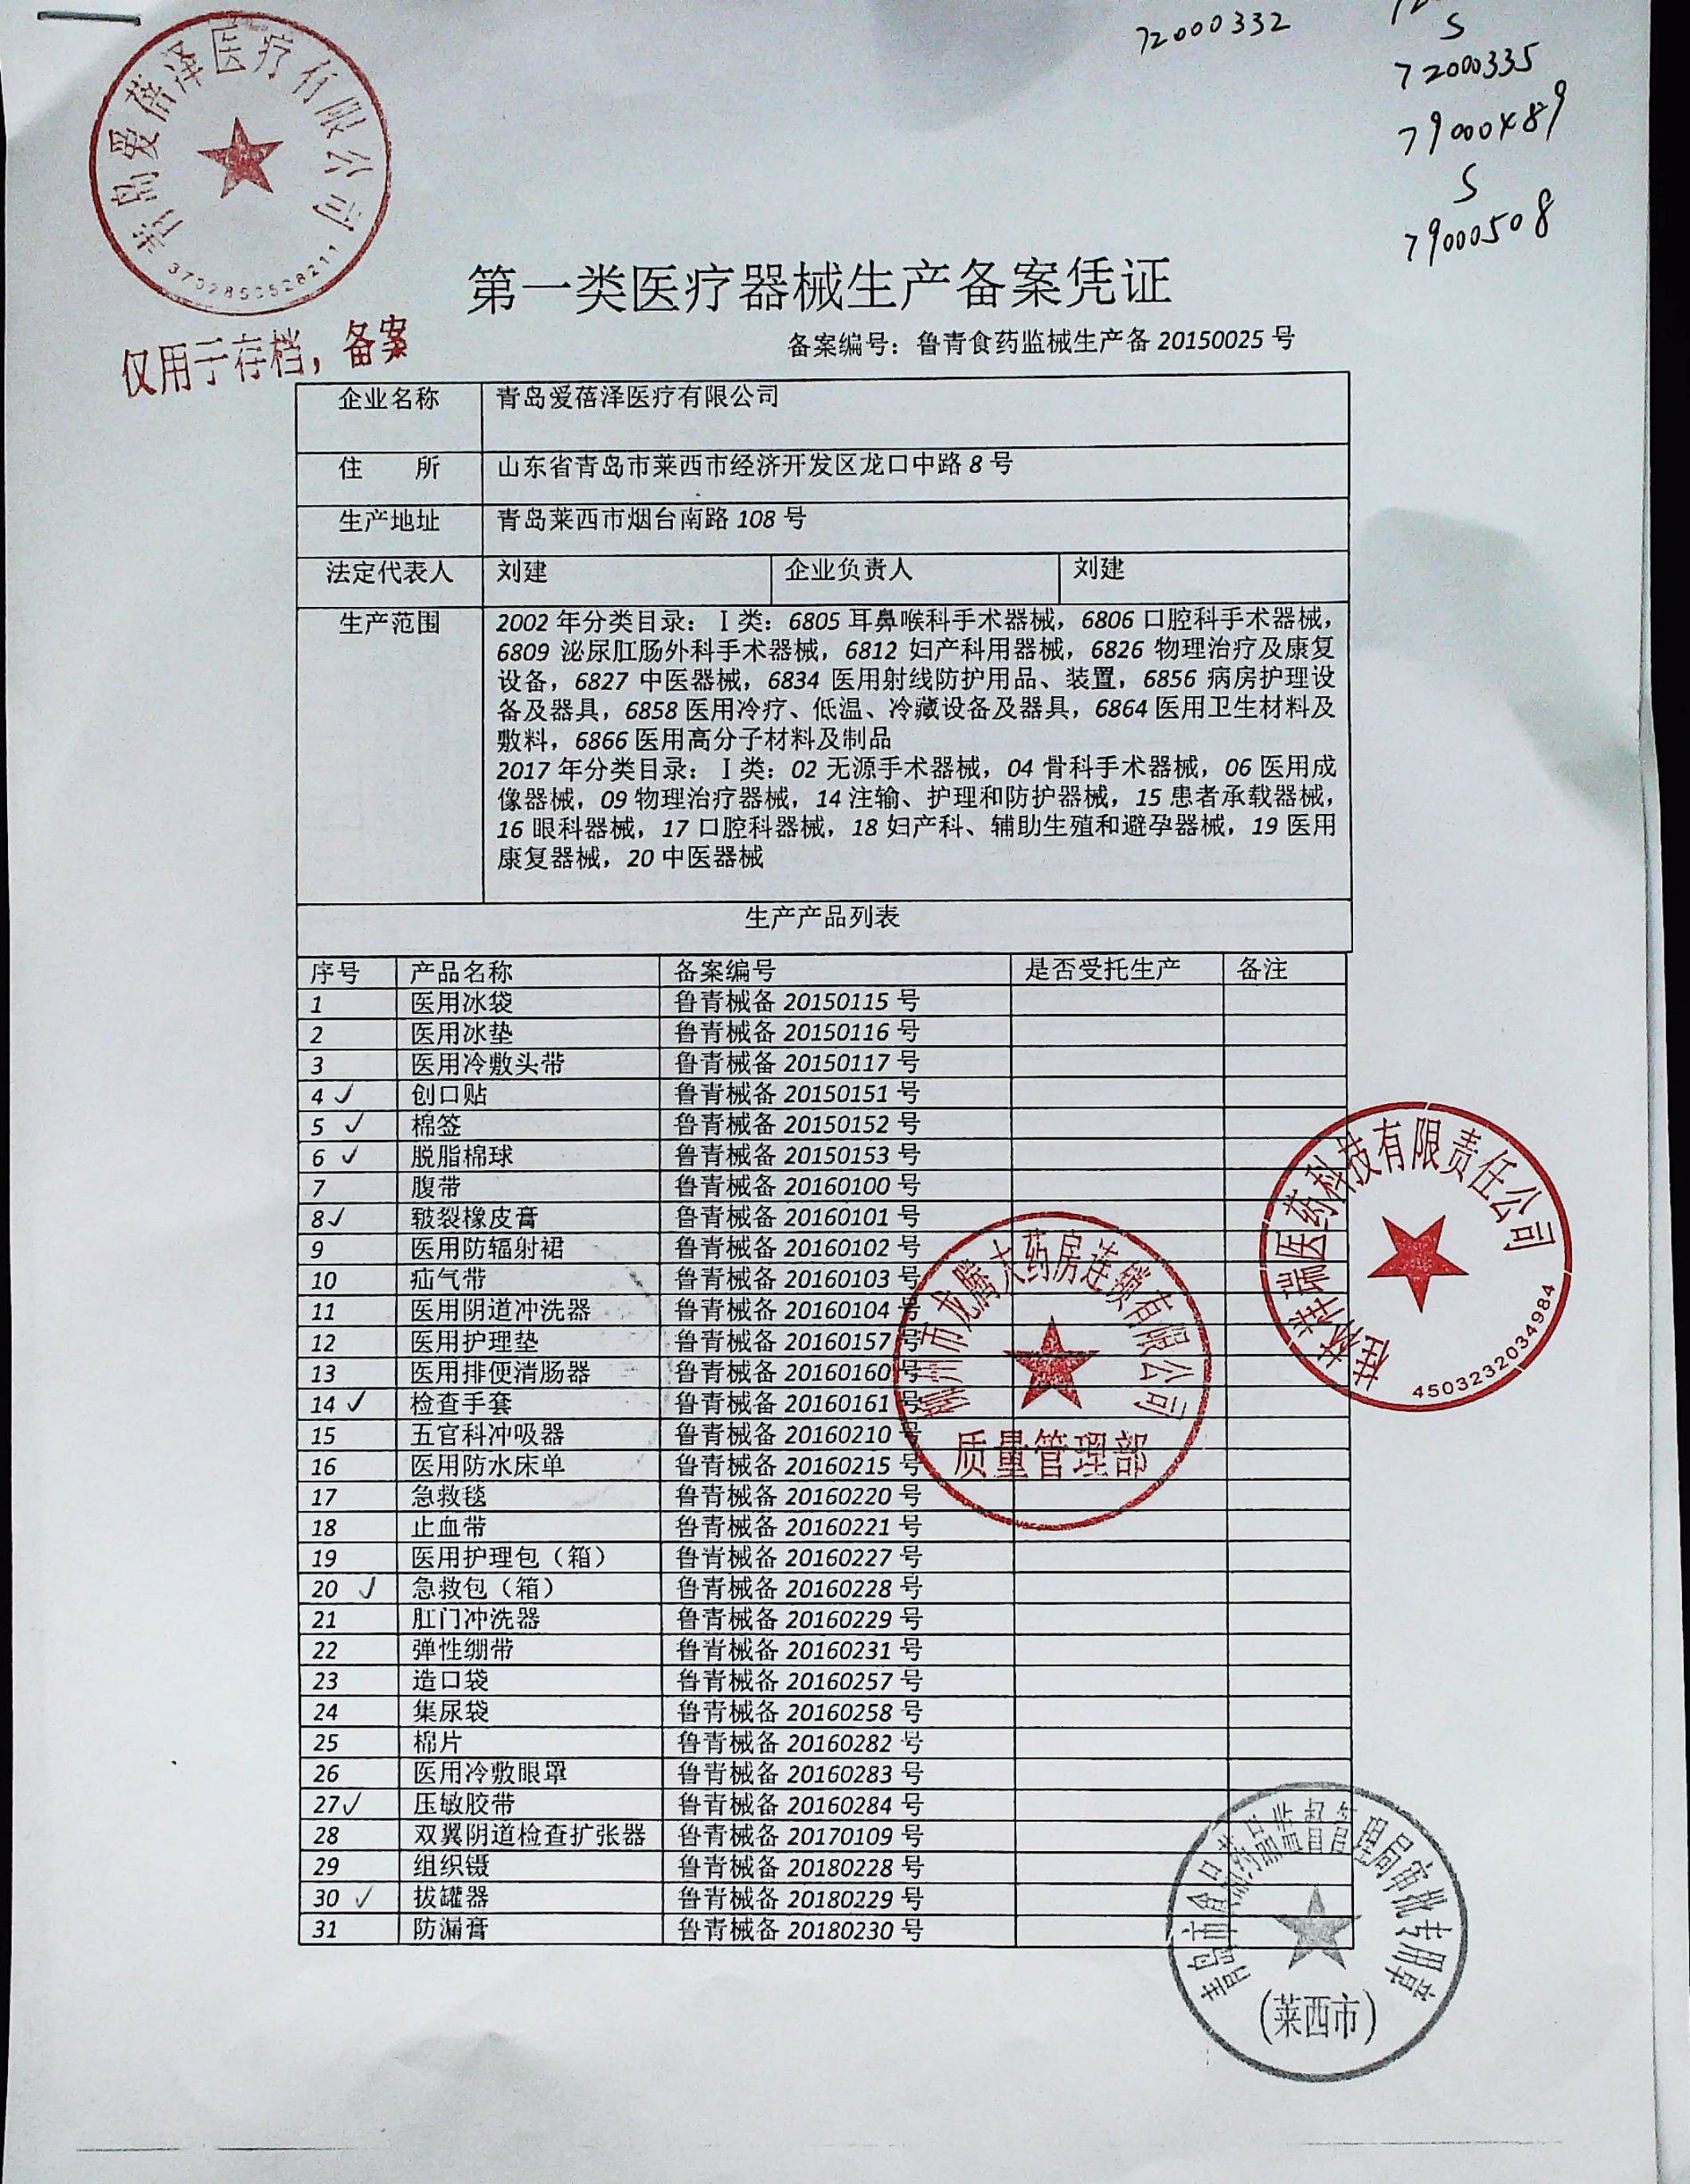 72000332
S
72000335
79000489
S
79000508
青岛爱蓓泽医疗有限公司
3702850528211
仅用于存档，备案
第一类医疗器械生产备案凭证
备案编号：鲁青食药监械生产备20150025号
企业名称 青岛爱蓓泽医疗有限公司
住 所 山东省青岛市莱西市经济开发区龙口中路8号
生产地址 青岛莱西市烟台南路108号
法定代表人 刘建 企业负责人 刘建
生产范围 2002年分类目录：Ⅰ类：6805耳鼻喉科手术器械，6806口腔科手术器械，
6809泌尿肛肠外科手术器械，6812妇产科用器械，6826物理治疗及康复
设备，6827中医器械，6834医用射线防护用品、装置，6856病房护理设
备及器具，6858医用冷疗、低温、冷藏设备及器具，6864医用卫生材料及
敷料，6866医用高分子材料及制品
2017年分类目录：Ⅰ类：02无源手术器械，04骨科手术器械，06医用成
像器械，09物理治疗器械，14注输、护理和防护器械，15患者承载器械，
16眼科器械，17口腔科器械，18妇产科、辅助生殖和避孕器械，19医用
康复器械，20中医器械
生产产品列表
序号 产品名称 备案编号 是否受托生产 备注
1 医用冰袋 鲁青械备20150115号
2 医用冰垫 鲁青械备20150116号
3 医用冷敷头带 鲁青械备20150117号
4 ✓ 创口贴 鲁青械备20150151号
5 ✓ 棉签 鲁青械备20150152号
6 ✓ 脱脂棉球 鲁青械备20150153号
7 腹带 鲁青械备20160100号
8 ✓ 皲裂橡皮膏 鲁青械备20160101号
9 医用防辐射裙 鲁青械备20160102号
10 疝气带 鲁青械备20160103号
11 医用阴道冲洗器 鲁青械备20160104号
12 医用护理垫 鲁青械备20160157号
13 医用排便清肠器 鲁青械备20160160号
14 ✓ 检查手套 鲁青械备20160161号
15 五官科冲吸器 鲁青械备20160210号
16 医用防水床单 鲁青械备20160215号
17 急救毯 鲁青械备20160220号
18 止血带 鲁青械备20160221号
19 医用护理包（箱） 鲁青械备20160227号
20 ✓ 急救包（箱） 鲁青械备20160228号
21 肛门冲洗器 鲁青械备20160229号
22 弹性绷带 鲁青械备20160231号
23 造口袋 鲁青械备20160257号
24 集尿袋 鲁青械备20160258号
25 棉片 鲁青械备20160282号
26 医用冷敷眼罩 鲁青械备20160283号
27 ✓ 压敏胶带 鲁青械备20160284号
28 双翼阴道检查扩张器 鲁青械备20170109号
29 组织镊 鲁青械备20180228号
30 ✓ 拔罐器 鲁青械备20180229号
31 防漏膏 鲁青械备20180230号
柳州市龙腾大药房连锁有限公司
质量管理部
桂林祥瑞医药科技有限责任公司
4503232034984
青岛市食品药品监督管理局审批专用章
（莱西市）